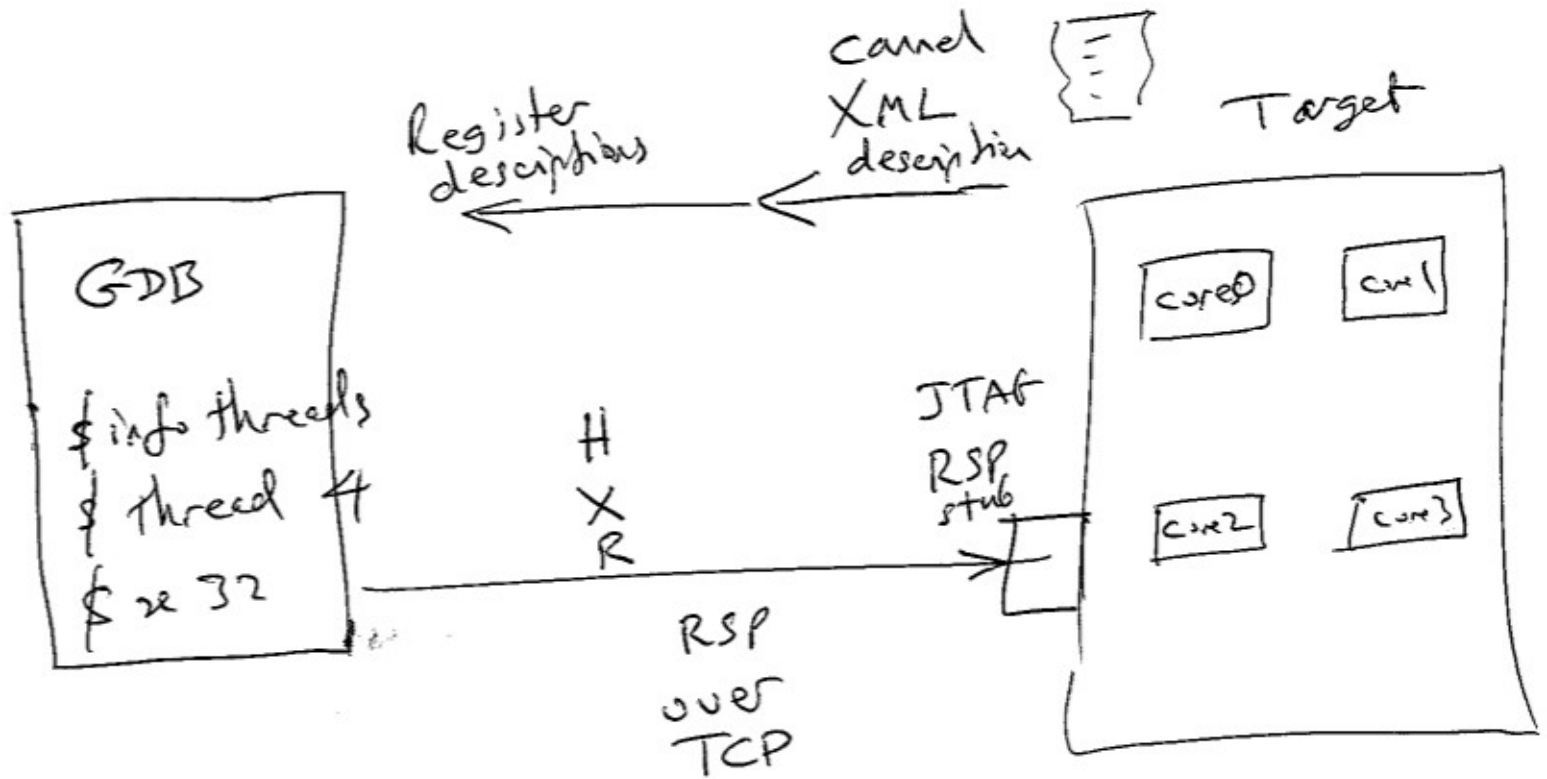 Register
descriptions
XML
description
Target
GDB
$ info threads
$ thread 4
$ x 32
H
X
R
RSP
over
TCP
JTAG
RSP
stub
core0
core1
core2
core3